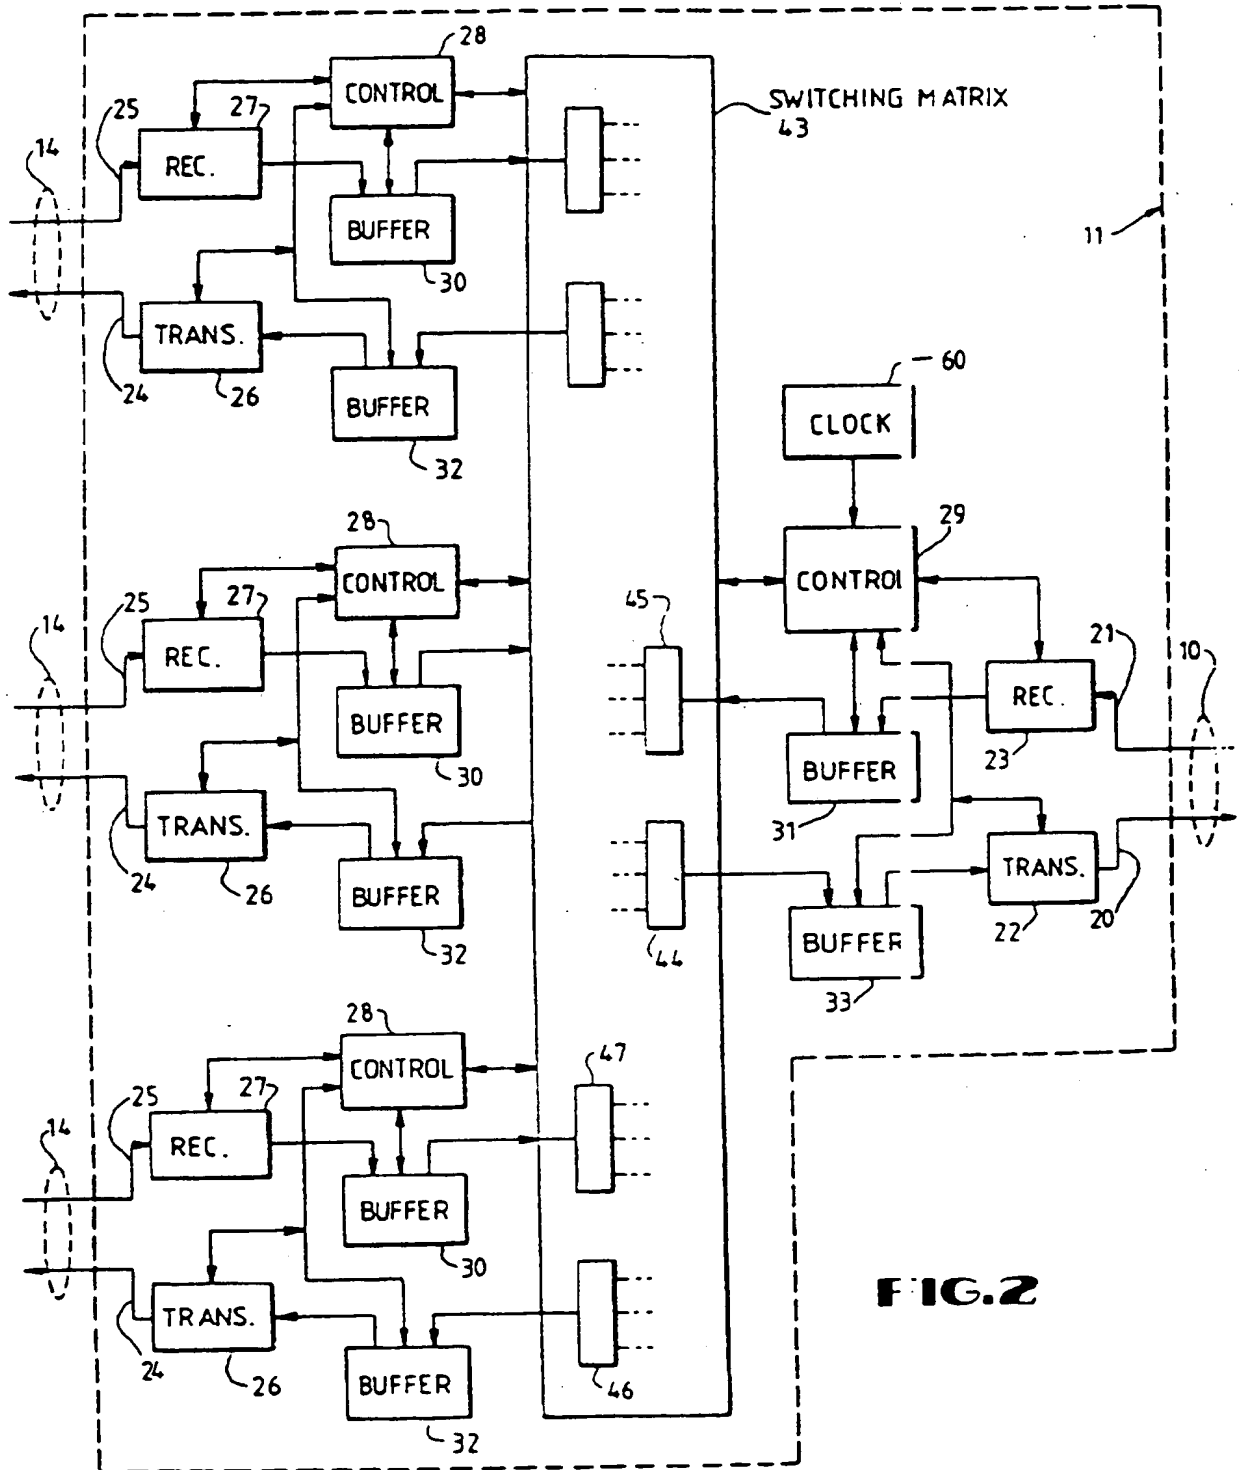 28
CONTROL
SWITCHING MATRIX
43
25
27
14
REC.
BUFFER
30
11
TRANS.
24
26
BUFFER
32
60
CLOCK
28
CONTROL
29
CONTROL
25
27
14
REC.
45
21
10
REC.
23
BUFFER
30
BUFFER
31
TRANS.
24
26
BUFFER
32
44
TRANS.
22
20
BUFFER
33
28
CONTROL
47
25
27
14
REC.
BUFFER
30
FIG.2
TRANS.
24
26
BUFFER
32
46